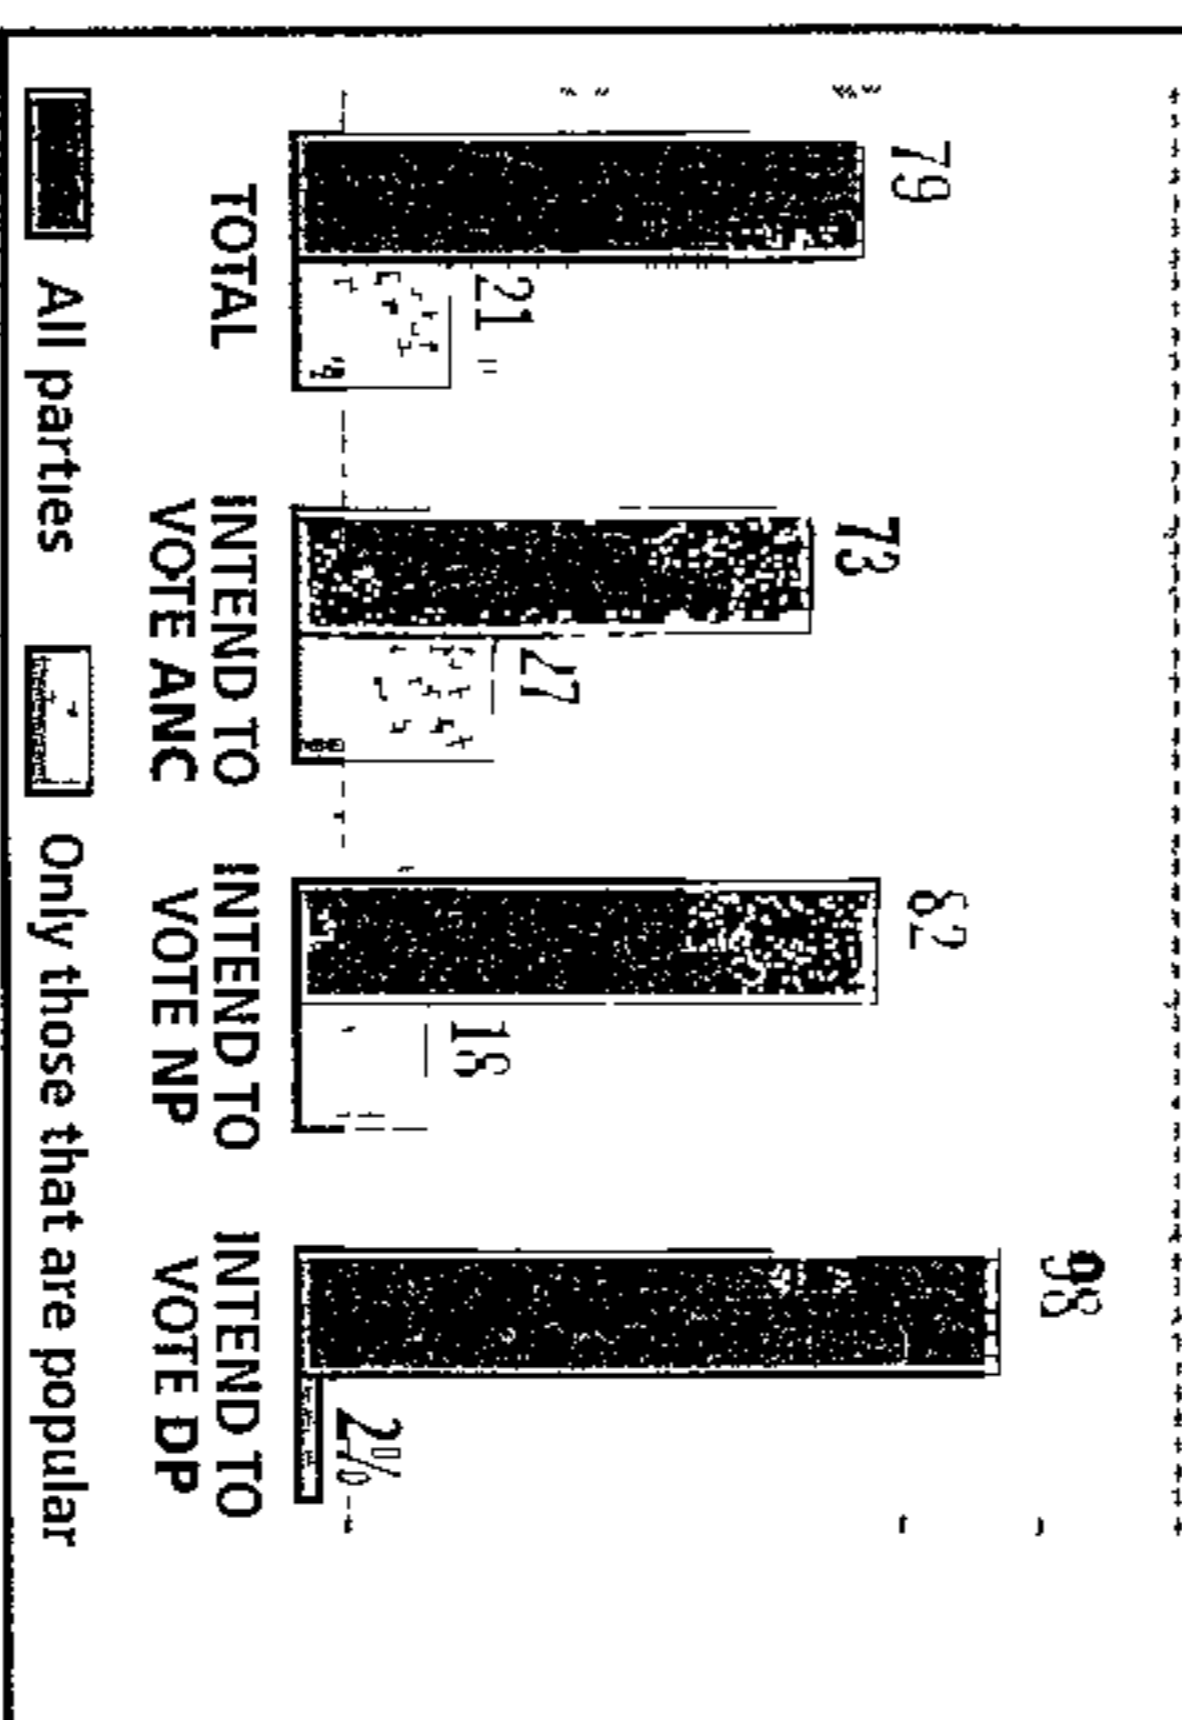 79
21
73
27
82
18
98
2%
TOTAL
INTEND TO
VOTE ANC
INTEND TO
VOTE NP
INTEND TO
VOTE DP
All parties
Only those that are popular